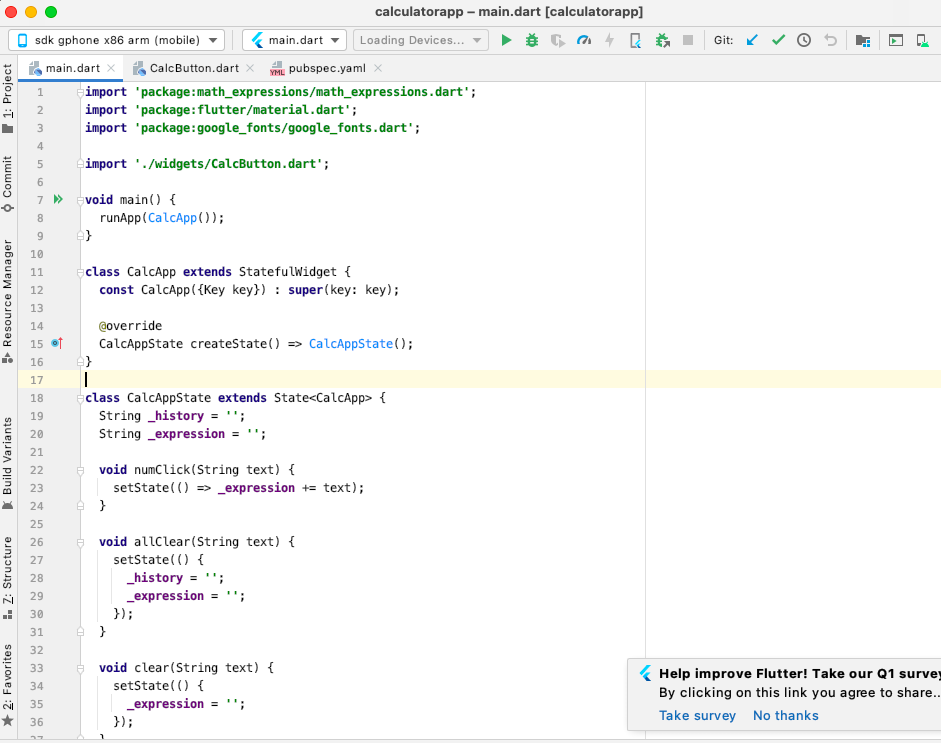 calculatorapp – main.dart [calculatorapp]
sdk gphone x86 arm (mobile) main.dart Loading Devices... Git:
main.dart CalcButton.dart pubspec.yaml
1: Project
Commit
Resource Manager
Build Variants
Z: Structure
2: Favorites
1 import 'package:math_expressions/math_expressions.dart';
2 import 'package:flutter/material.dart';
3 import 'package:google_fonts/google_fonts.dart';
4
5 import './widgets/CalcButton.dart';
6
7 void main() {
8 runApp(CalcApp());
9 }
10
11 class CalcApp extends StatefulWidget {
12 const CalcApp({Key key}) : super(key: key);
13
14 @override
15 CalcAppState createState() => CalcAppState();
16 }
17
18 class CalcAppState extends State<CalcApp> {
19 String _history = '';
20 String _expression = '';
21
22 void numClick(String text) {
23 setState(() => _expression += text);
24 }
25
26 void allClear(String text) {
27 setState(() {
28 _history = '';
29 _expression = '';
30 });
31 }
32
33 void clear(String text) {
34 setState(() {
35 _expression = '';
36 });
37 }
Help improve Flutter! Take our Q1 survey
By clicking on this link you agree to share...
Take survey No thanks